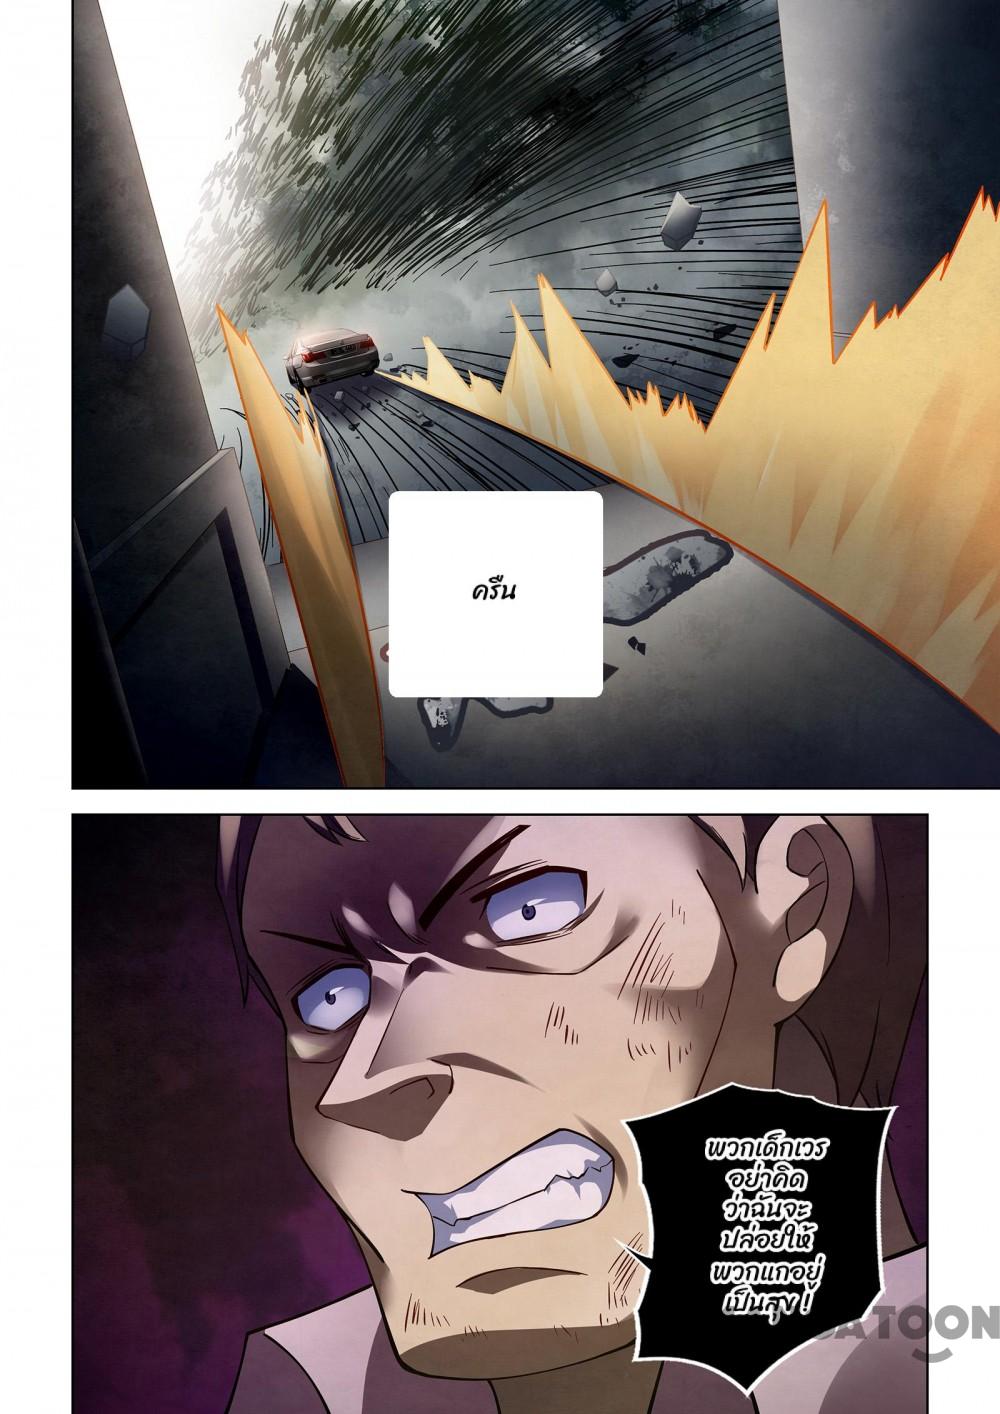 ครืน
พวกเด็กเวร
อย่าคิด
ว่าฉันจะ
ปล่อยให้
พวกแกอยู่
เป็นสุข !
ATOON